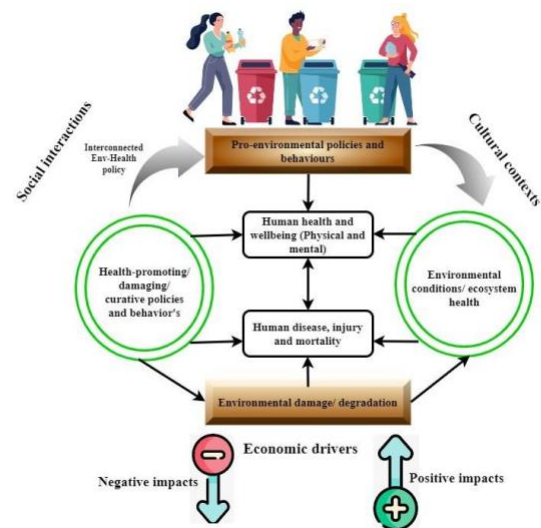 Social interactions
Cultural contexts
Interconnected
Env-Health
policy
Pro-environmental policies and
behaviours
Human health and
wellbeing (Physical and
mental)
Health-promoting/
damaging/
curative policies
and behavior's
Environmental
conditions/ ecosystem
health
Human disease, injury
and mortality
Environmental damage/ degradation
Economic drivers
Negative impacts
Positive impacts